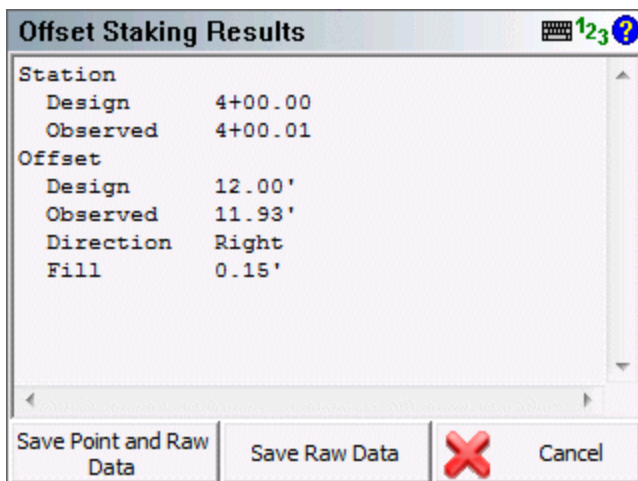 Offset Staking Results 123 ?
Station
Design 4+00.00
Observed 4+00.01
Offset
Design 12.00'
Observed 11.93'
Direction Right
Fill 0.15'
Save Point and Raw
Data
Save Raw Data
Cancel